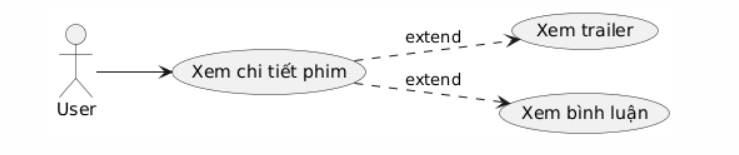 User
Xem chi tiết phim
extend
Xem trailer
extend
Xem bình luận